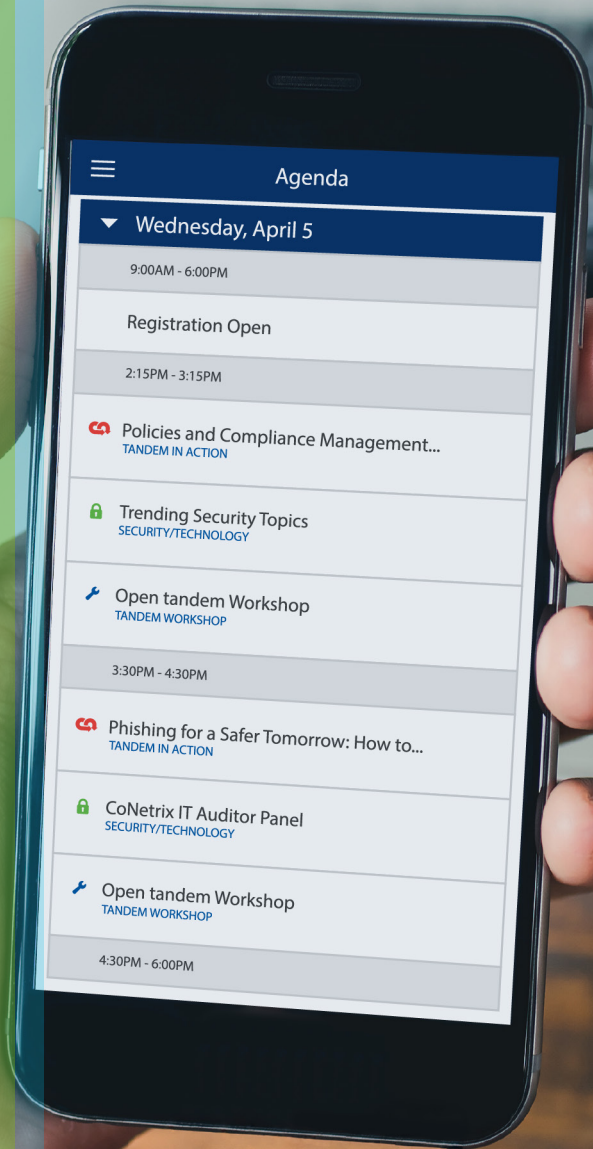 Agenda
Wednesday, April 5
9:00AM - 6:00PM
Registration Open
2:15PM - 3:15PM
Policies and Compliance Management...
TANDEM IN ACTION
Trending Security Topics
SECURITY/TECHNOLOGY
Open tandem Workshop
TANDEM WORKSHOP
3:30PM - 4:30PM
Phishing for a Safer Tomorrow: How to...
TANDEM IN ACTION
CoNetrix IT Auditor Panel
SECURITY/TECHNOLOGY
Open tandem Workshop
TANDEM WORKSHOP
4:30PM - 6:00PM